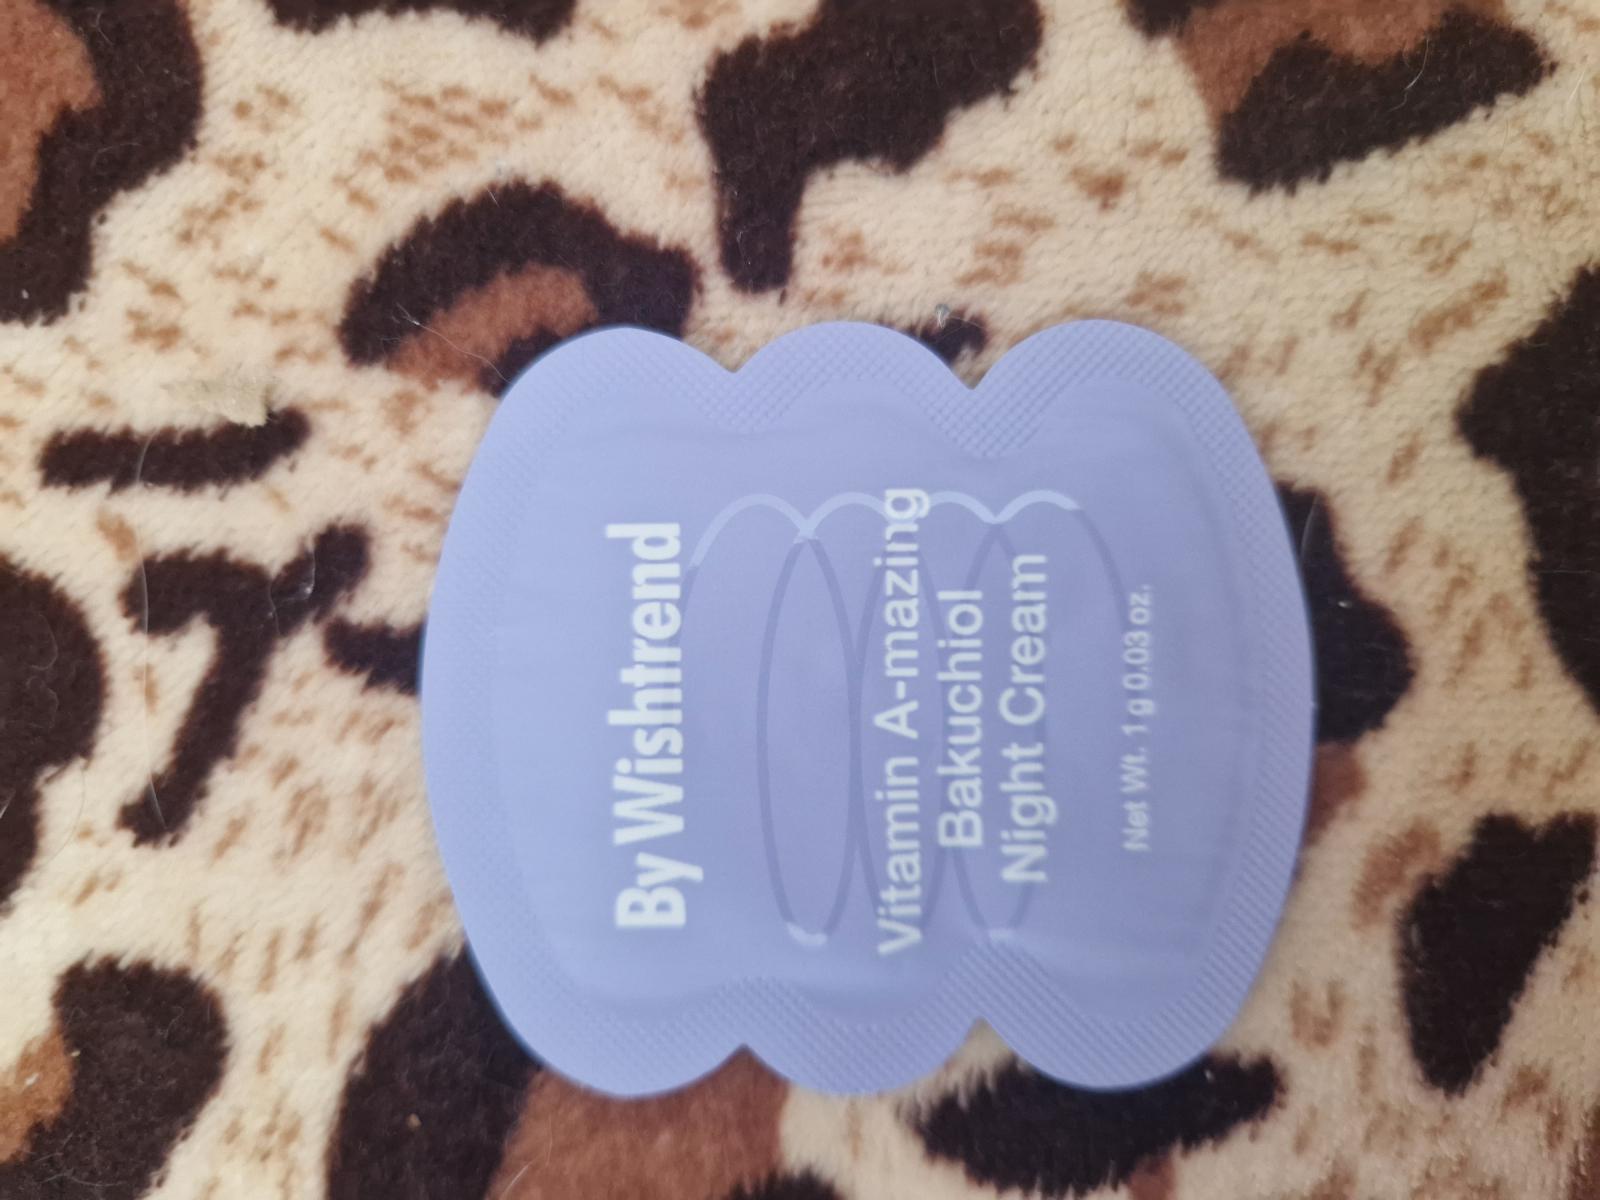 By Wishtrend
Vitamin A-mazing
Bakuchiol
Night Cream
Net Wt. 1 g 0.03 oz.